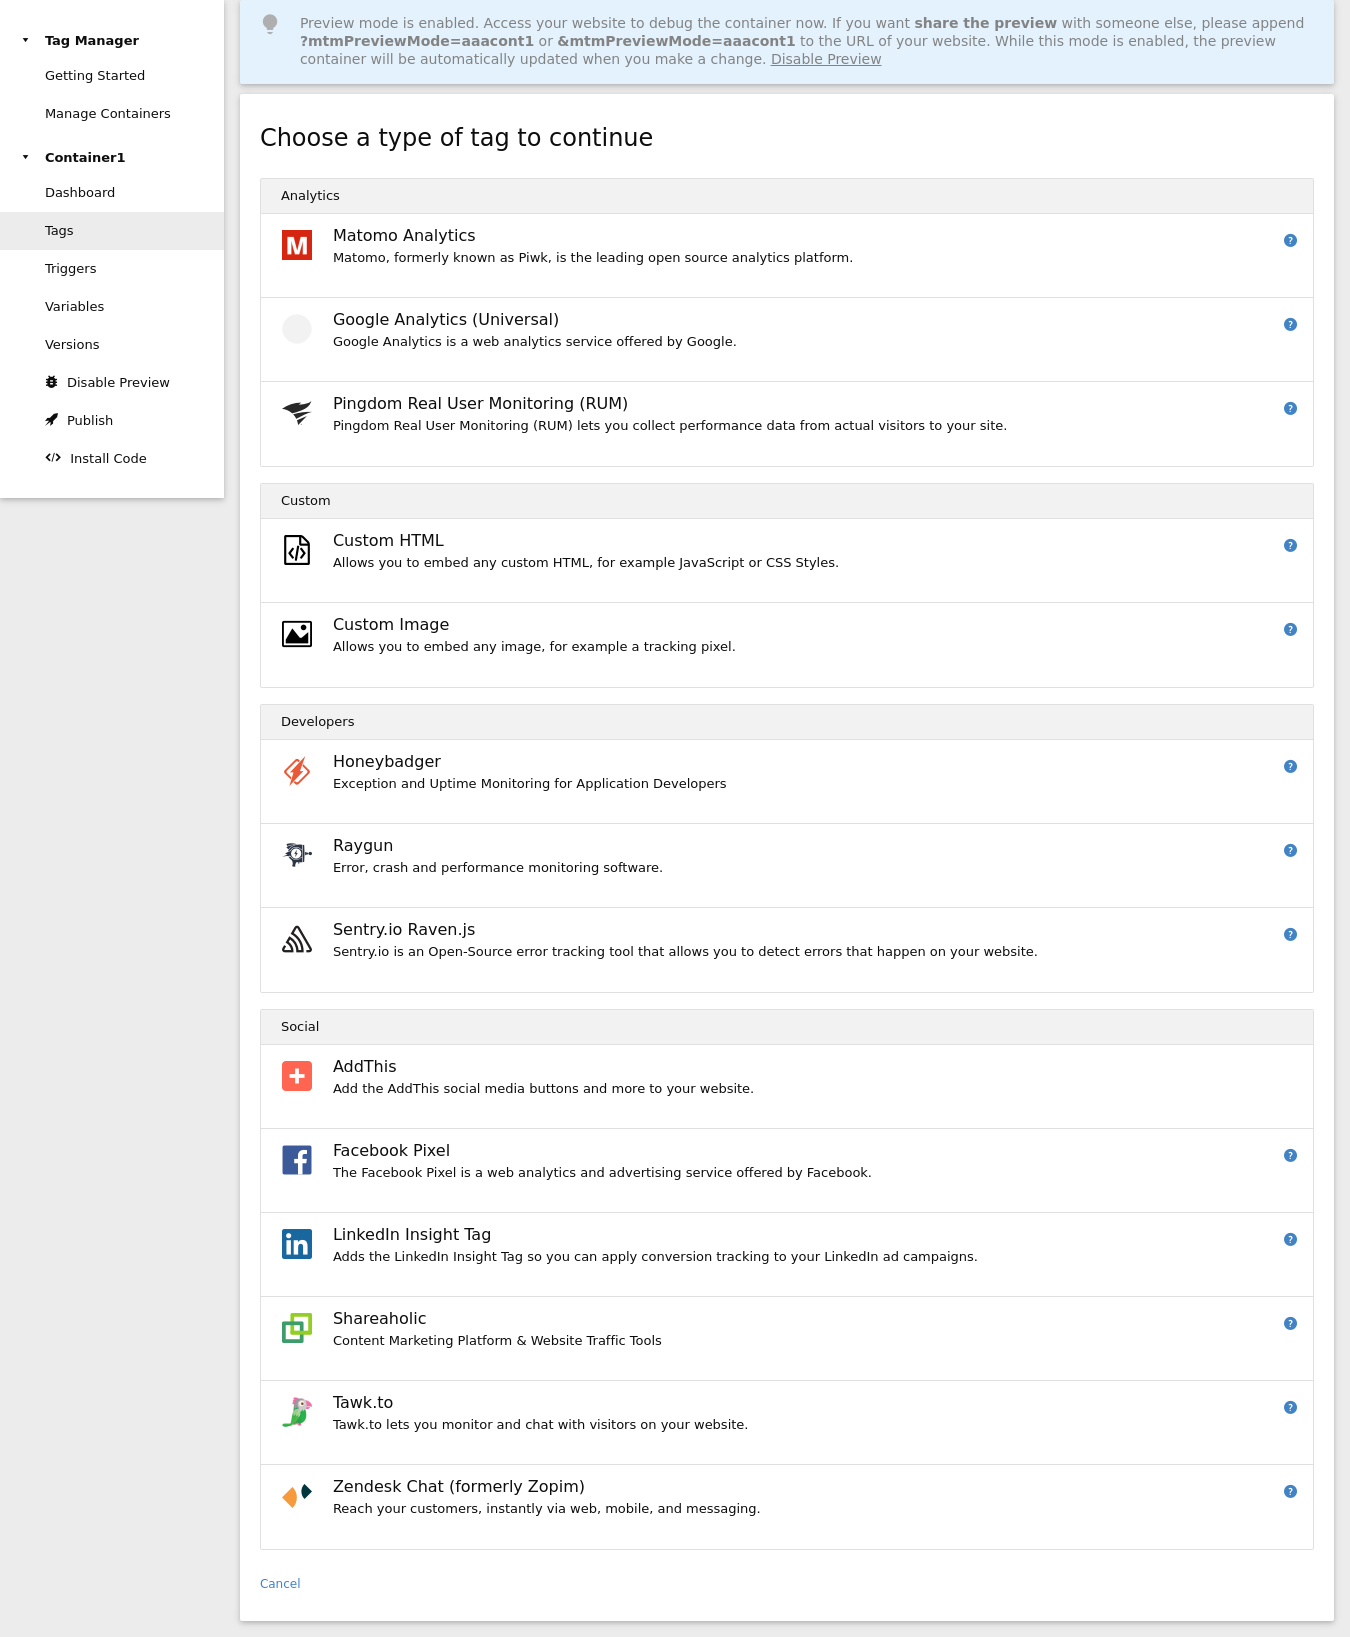 Tag Manager
Getting Started
Manage Containers
Container1
Dashboard
Tags
Triggers
Variables
Versions
Disable Preview
Publish
Install Code
Preview mode is enabled. Access your website to debug the container now. If you want share the preview with someone else, please append
?mtmPreviewMode=aaacont1 or &mtmPreviewMode=aaacont1 to the URL of your website. While this mode is enabled, the preview
container will be automatically updated when you make a change. Disable Preview
Choose a type of tag to continue
Analytics
Matomo Analytics
Matomo, formerly known as Piwk, is the leading open source analytics platform.
Google Analytics (Universal)
Google Analytics is a web analytics service offered by Google.
Pingdom Real User Monitoring (RUM)
Pingdom Real User Monitoring (RUM) lets you collect performance data from actual visitors to your site.
Custom
Custom HTML
Allows you to embed any custom HTML, for example JavaScript or CSS Styles.
Custom Image
Allows you to embed any image, for example a tracking pixel.
Developers
Honeybadger
Exception and Uptime Monitoring for Application Developers
Raygun
Error, crash and performance monitoring software.
Sentry.io Raven.js
Sentry.io is an Open-Source error tracking tool that allows you to detect errors that happen on your website.
Social
AddThis
Add the AddThis social media buttons and more to your website.
Facebook Pixel
The Facebook Pixel is a web analytics and advertising service offered by Facebook.
LinkedIn Insight Tag
Adds the LinkedIn Insight Tag so you can apply conversion tracking to your LinkedIn ad campaigns.
Shareaholic
Content Marketing Platform & Website Traffic Tools
Tawk.to
Tawk.to lets you monitor and chat with visitors on your website.
Zendesk Chat (formerly Zopim)
Reach your customers, instantly via web, mobile, and messaging.
Cancel